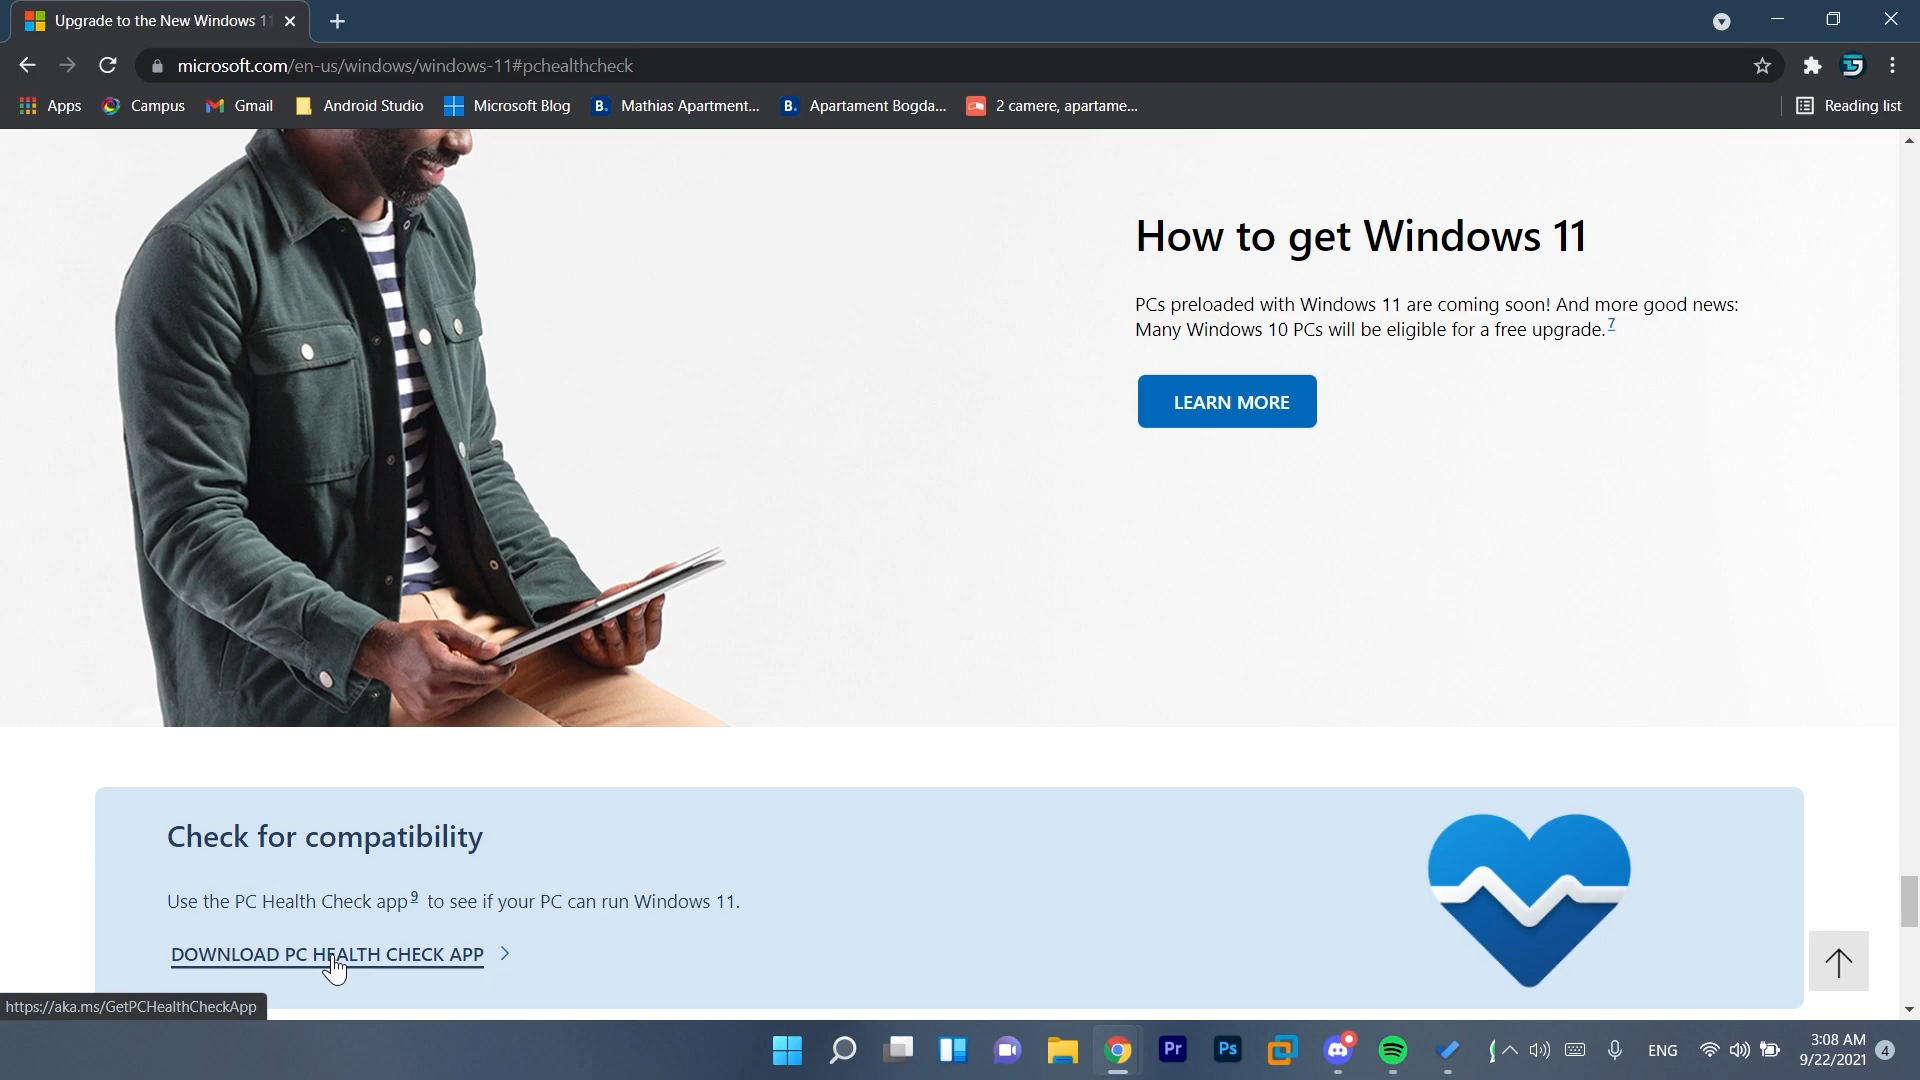 Upgrade to the New Windows 11
microsoft.com/en-us/windows/windows-11#pchealthcheck
Apps
Campus
Gmail
Android Studio
Microsoft Blog
B.
Mathias Apartment...
B.
Apartament Bogda...
2 camere, apartame...
Reading list
How to get Windows 11
PCs preloaded with Windows 11 are coming soon! And more good news:
Many Windows 10 PCs will be eligible for a free upgrade.7
LEARN MORE
Check for compatibility
Use the PC Health Check app9 to see if your PC can run Windows 11.
DOWNLOAD PC HEALTH CHECK APP
https://aka.ms/GetPCHealthCheckApp
Pr
Ps
ENG
3:08 AM
9/22/2021
4